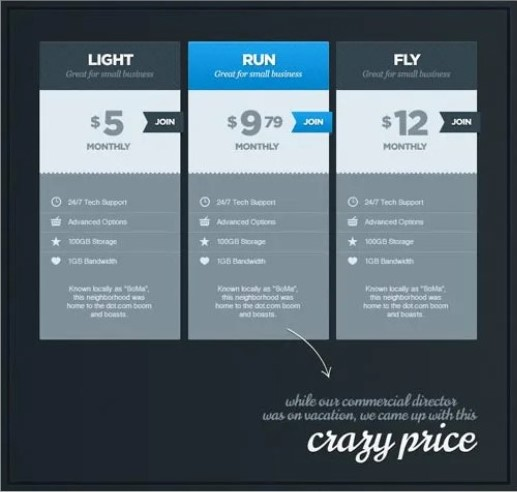 LIGHT
Great for small business
$5
JOIN
MONTHLY
24/7 Tech Support
Advanced Options
100GB Storage
1GB Bandwidth
Known locally as "SoMa",
this neighborhood was
home to the dot.com boom
and boasts.
RUN
Great for small business
$9 79
JOIN
MONTHLY
24/7 Tech Support
Advanced Options
100GB Storage
1GB Bandwidth
Known locally as "SoMa",
this neighborhood was
home to the dot.com boom
and boasts.
FLY
Great for small business
$12
JOIN
MONTHLY
24/7 Tech Support
Advanced Options
100GB Storage
1GB Bandwidth
Known locally as "SoMa",
this neighborhood was
home to the dot.com boom
and boasts.
while our commercial director
was on vacation, we came up with this
crazy price